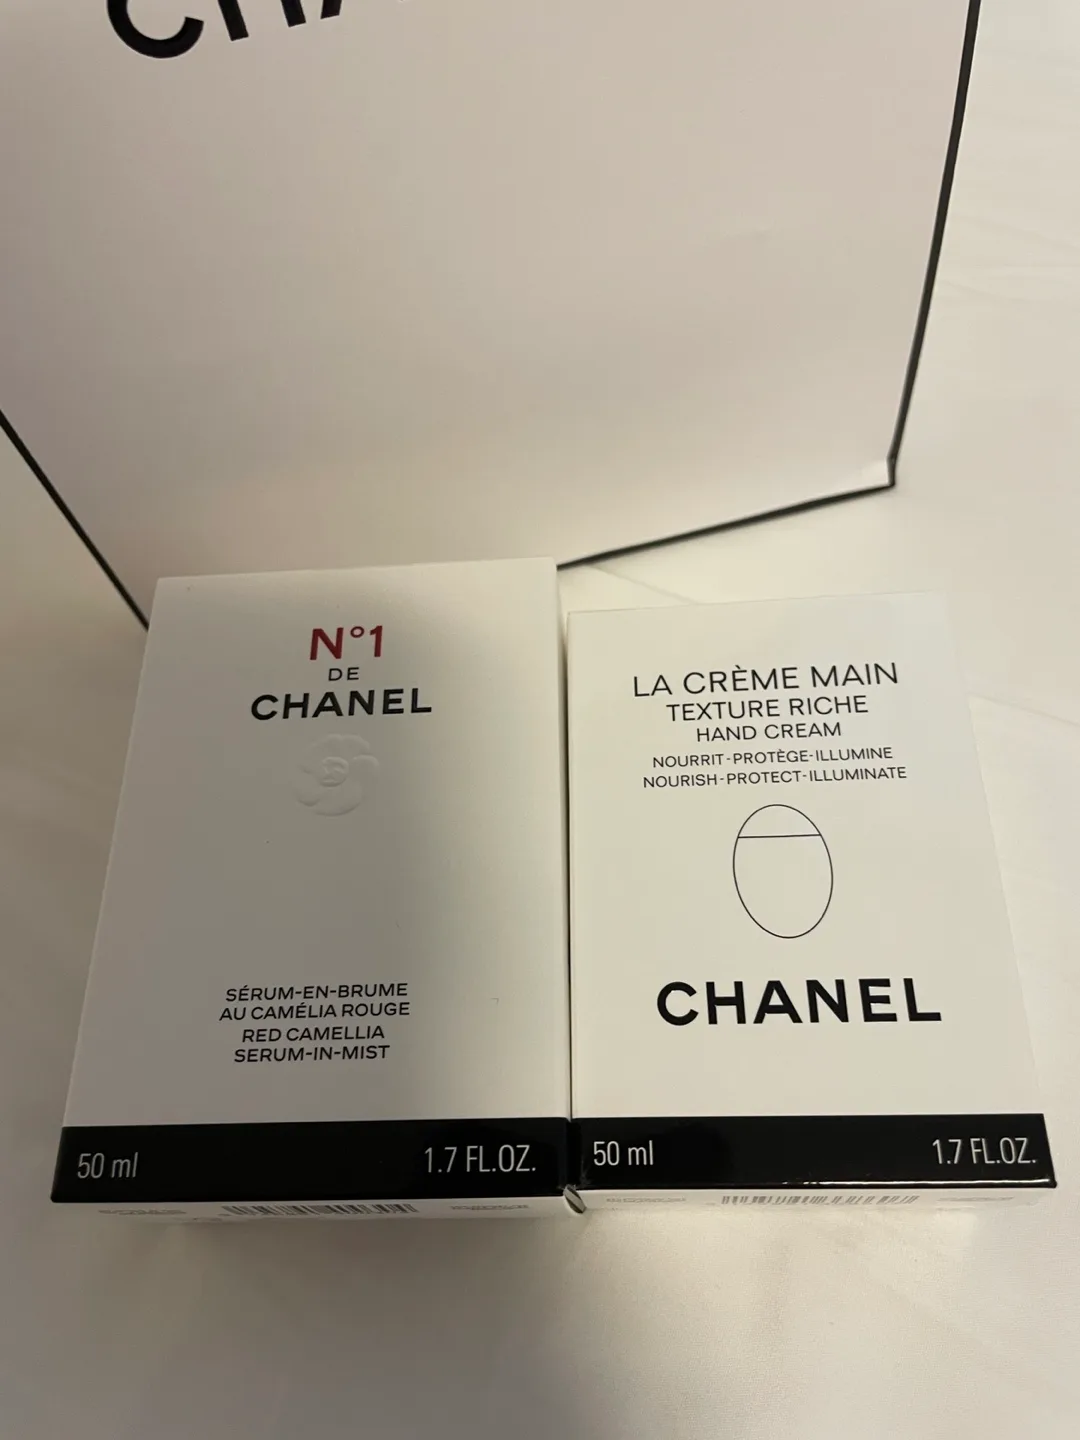 N°1
DE
CHANEL
SÉRUM-EN-BRUME
AU CAMÉLIA ROUGE
RED CAMELLIA
SERUM-IN-MIST
50 ml 1.7 FL.OZ.
LA CRÈME MAIN
TEXTURE RICHE
HAND CREAM
NOURRIT-PROTÈGE-ILLUMINE
NOURISH-PROTECT-ILLUMINATE
CHANEL
50 ml 1.7 FL.OZ.